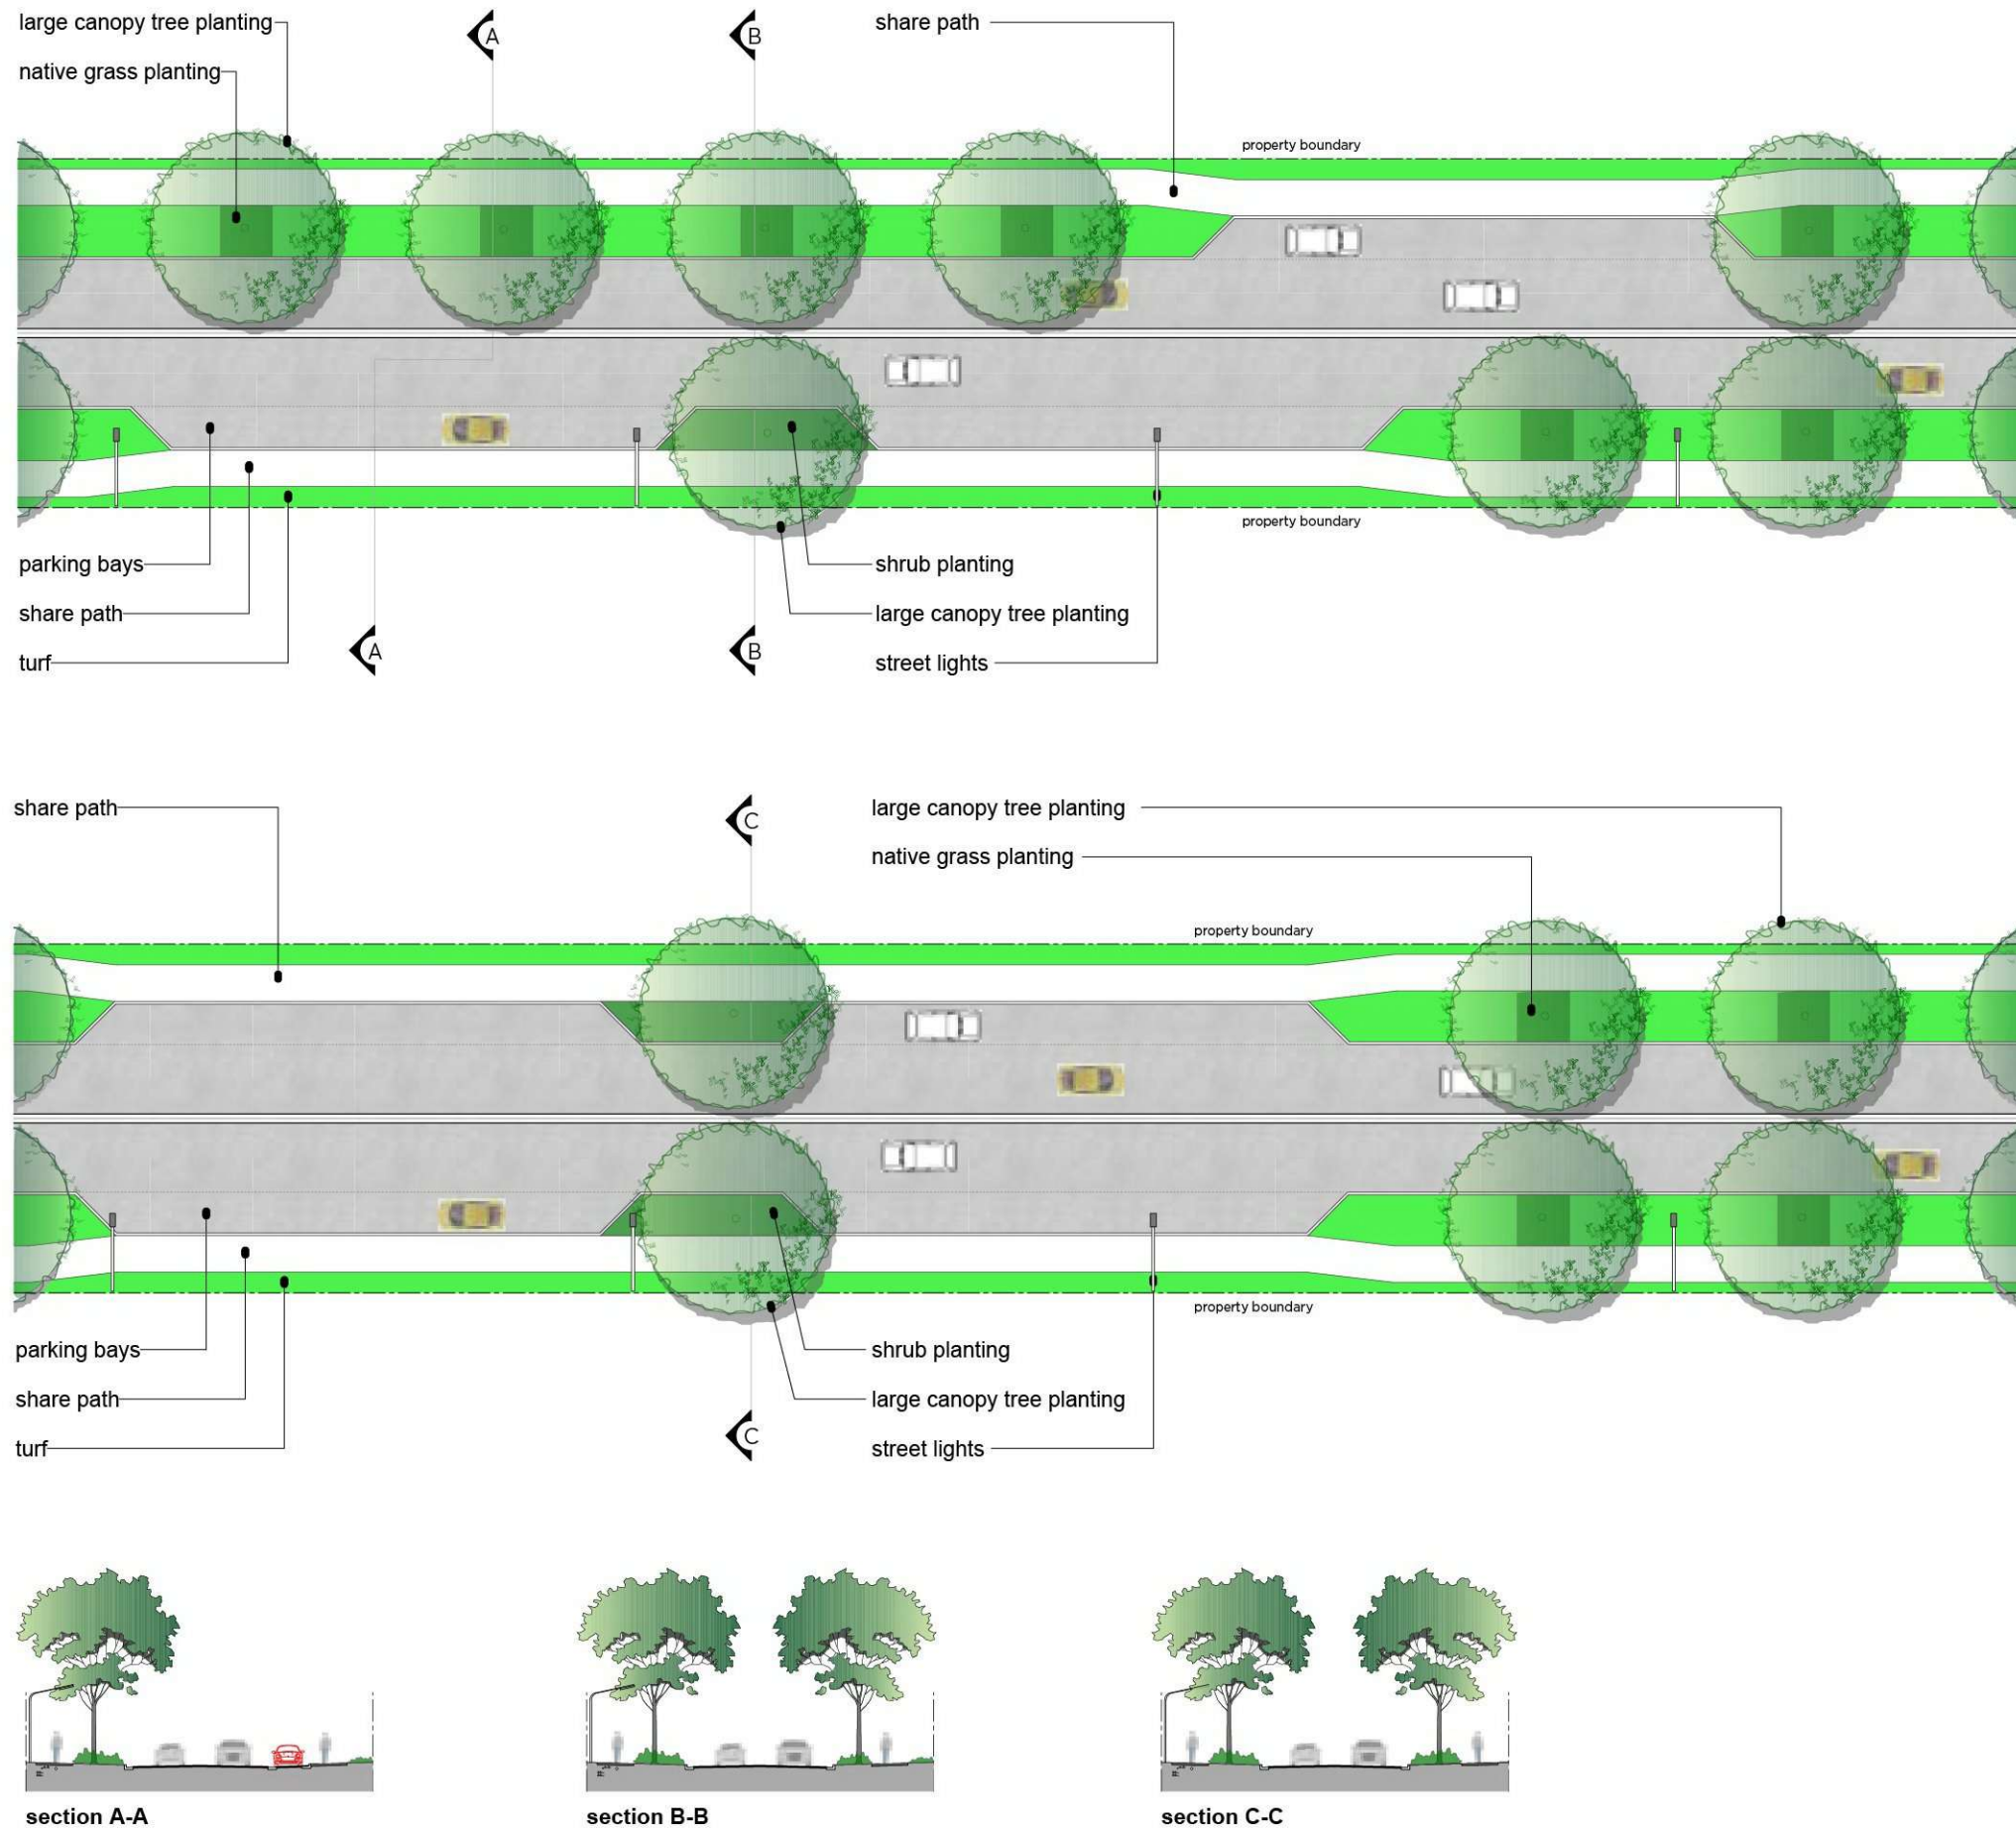 large canopy tree planting
native grass planting
A
B
share path
property boundary
property boundary
parking bays
share path
turf
A
B
shrub planting
large canopy tree planting
street lights
share path
C
large canopy tree planting
native grass planting
property boundary
property boundary
parking bays
share path
turf
C
shrub planting
large canopy tree planting
street lights
section A-A
section B-B
section C-C